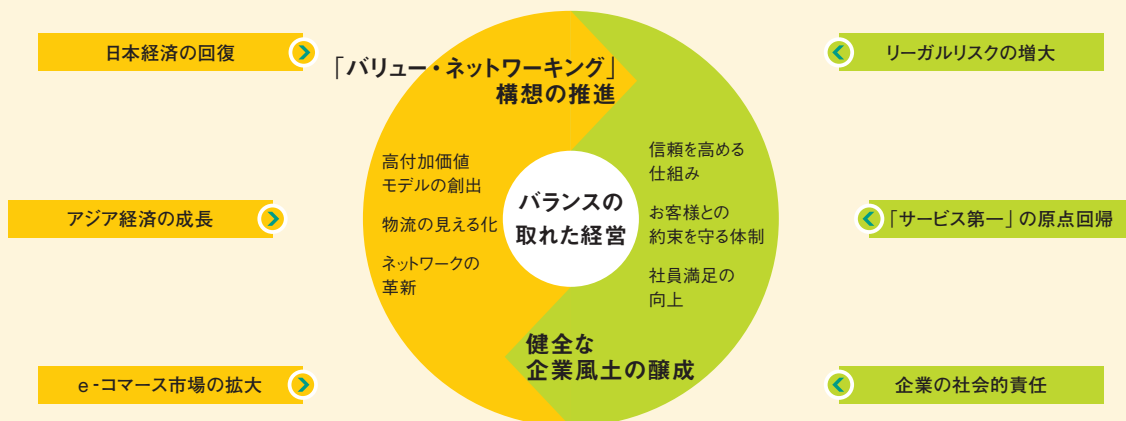 日本経済の回復
アジア経済の成長
e-コマース市場の拡大
「バリュー・ネットワーキング」
構想の推進
高付加価値
モデルの創出
物流の見える化
ネットワークの
革新
バランスの
取れた経営
信頼を高める
仕組み
お客様との
約束を守る体制
社員満足の
向上
健全な
企業風土の醸成
リーガルリスクの増大
「サービス第一」の原点回帰
企業の社会的責任